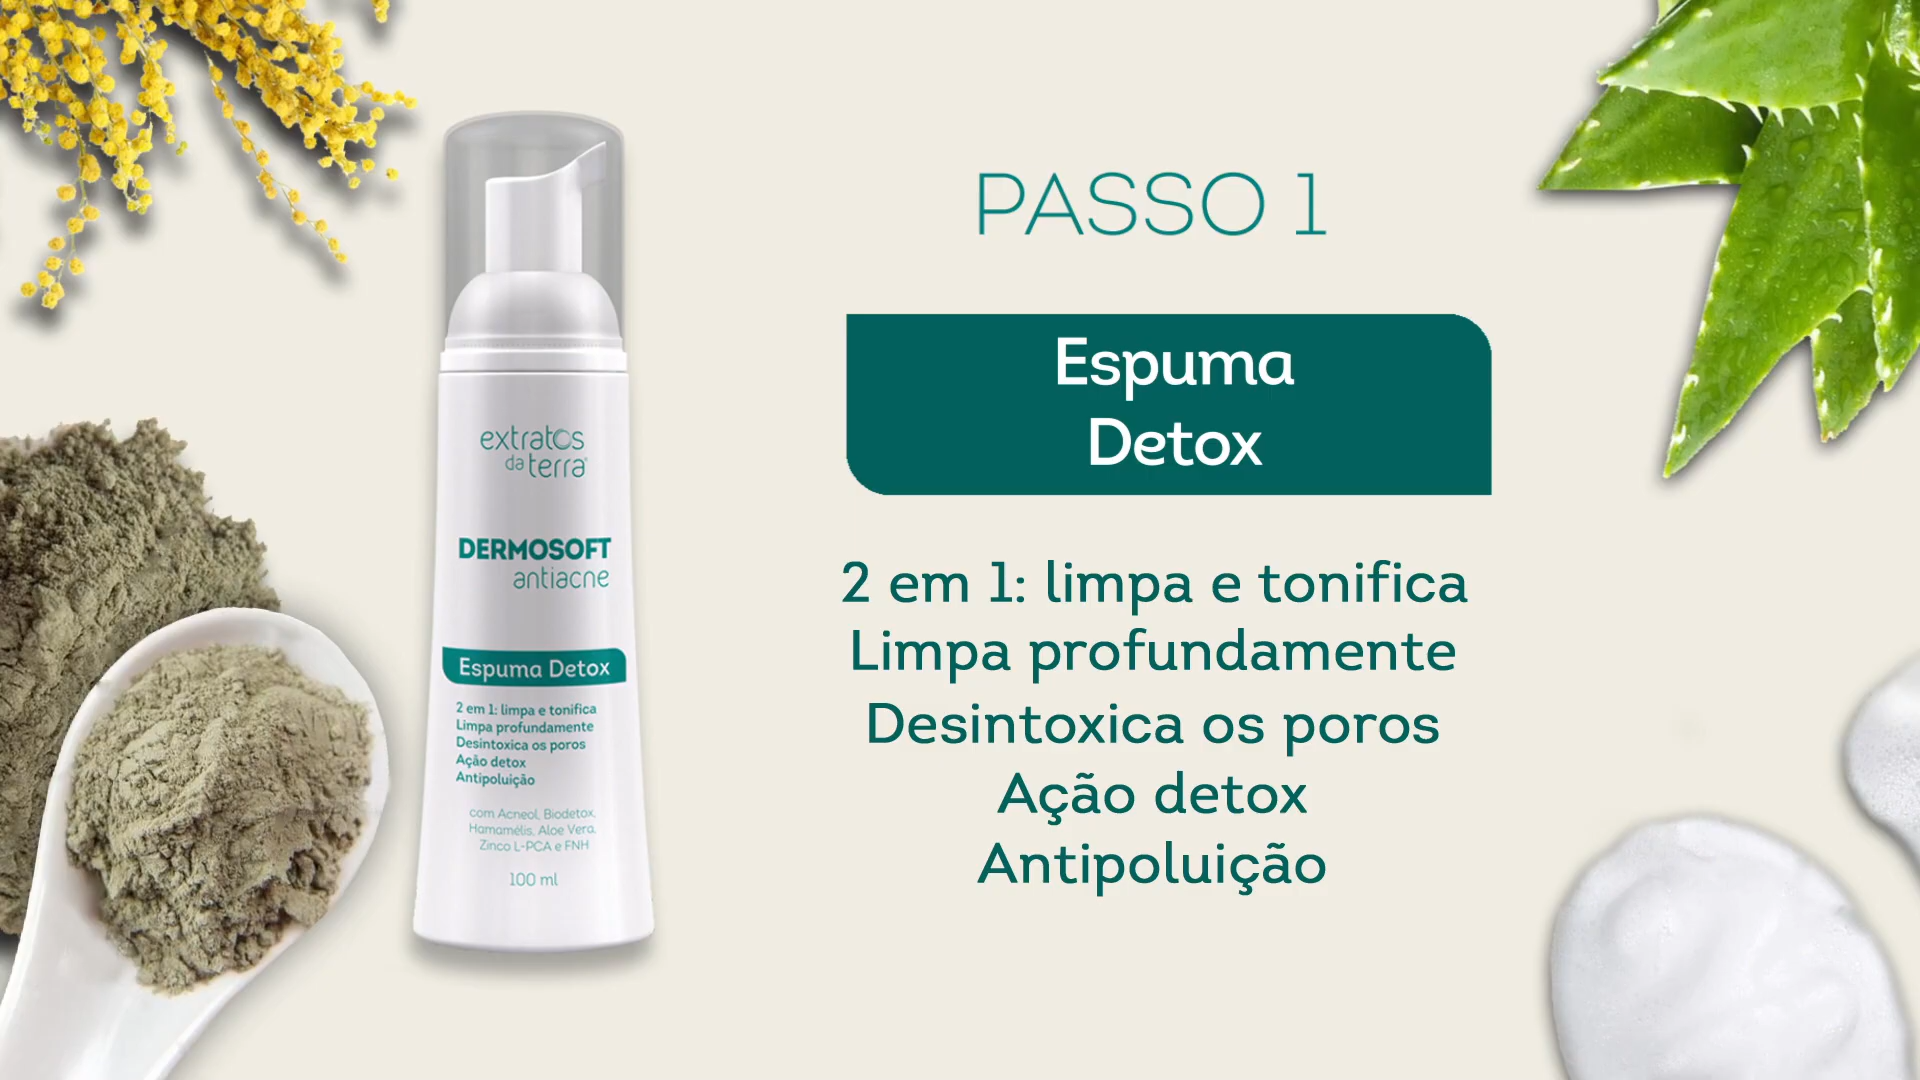 extratos
da terra
DERMOSOFT
antiacne
Espuma Detox
2 em 1: limpa e tonifica
Limpa profundamente
Desintoxica os poros
Ação detox
Antipoluição
com Acneol, Biodetox,
Hamamélis, Aloe Vera,
Zinco L-PCA e FNH
100 ml
PASSO 1
Espuma
Detox
2 em 1: limpa e tonifica
Limpa profundamente
Desintoxica os poros
Ação detox
Antipoluição